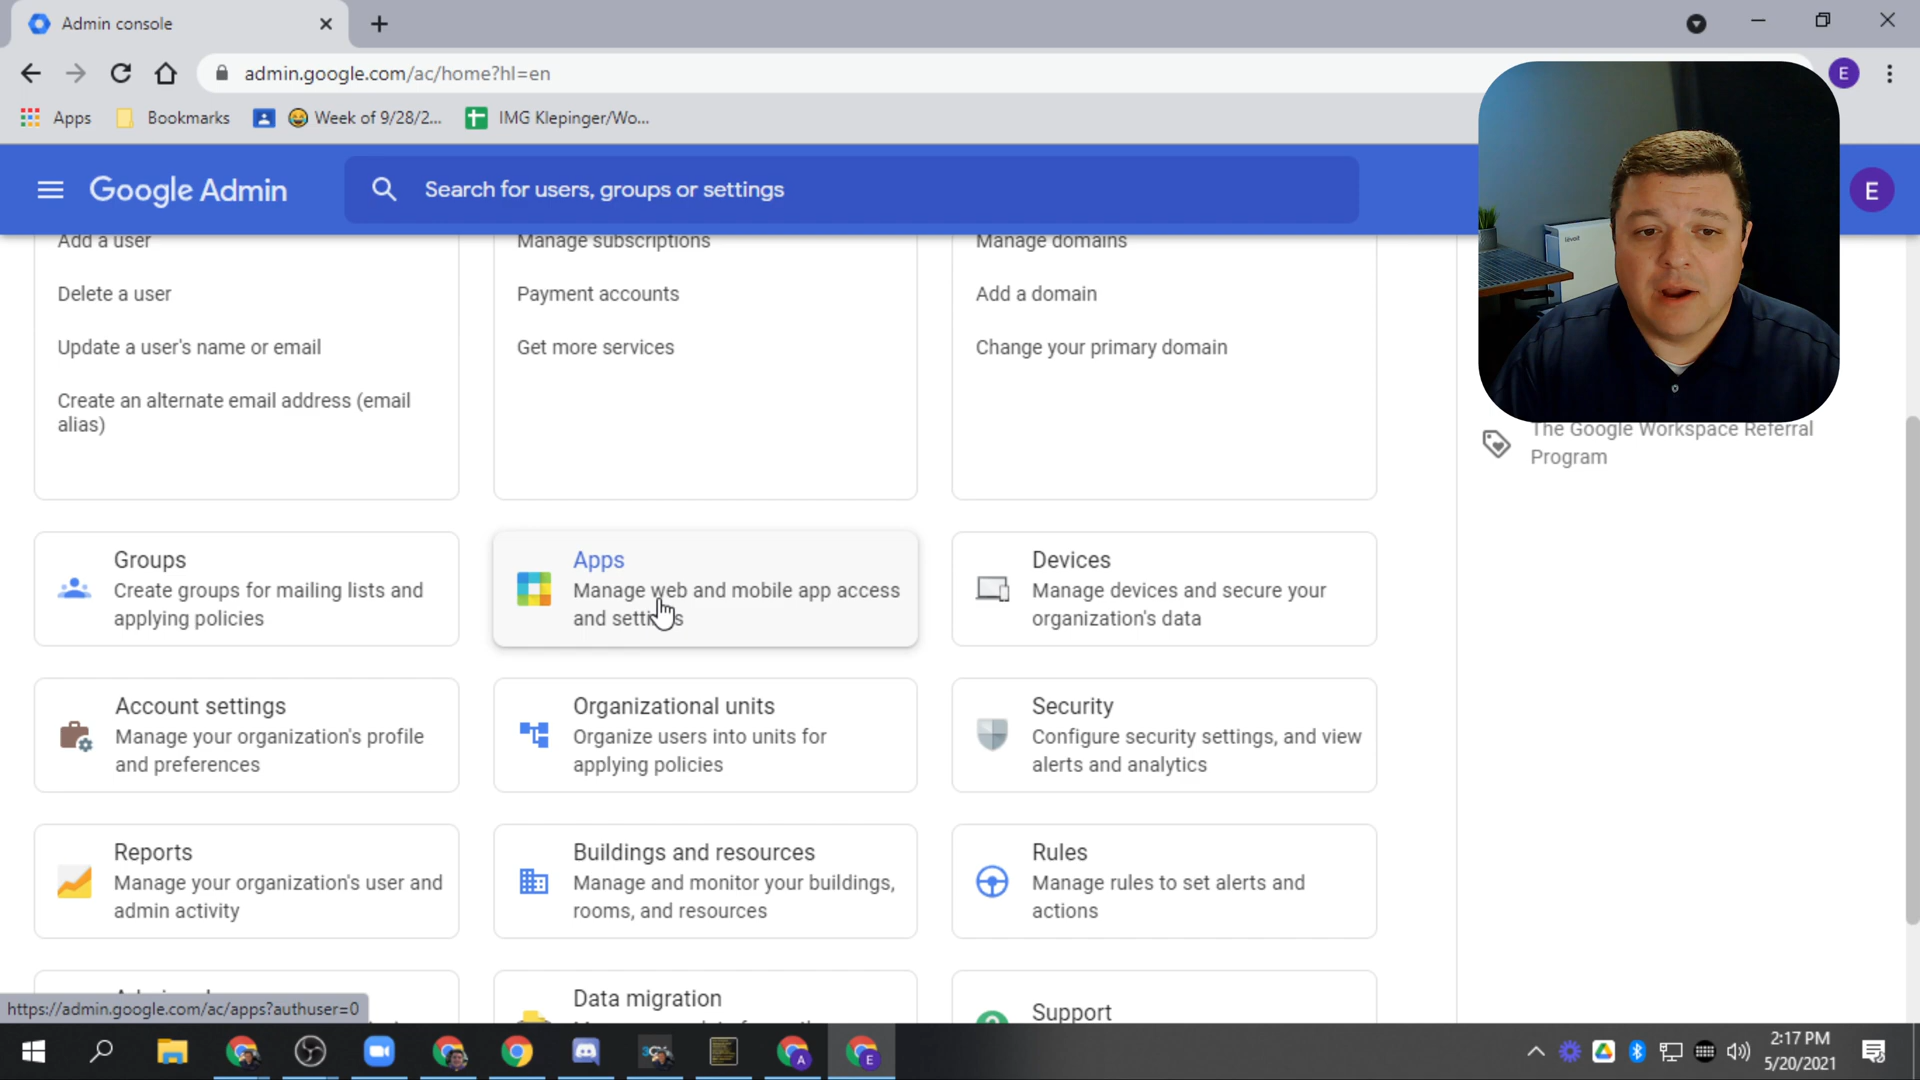 Admin console
admin.google.com/ac/home?hl=en
E
Apps
Bookmarks
Week of 9/28/2...
IMG Klepinger/Wo...
Google Admin
Search for users, groups or settings
E
levoit
Add a user
Manage subscriptions
Manage domains
Delete a user
Payment accounts
Add a domain
Update a user's name or email
Get more services
Change your primary domain
Create an alternate email address (email
alias)
The Google Workspace Referral
Program
Groups
Create groups for mailing lists and
applying policies
Apps
Manage web and mobile app access
and settings
Devices
Manage devices and secure your
organization's data
Account settings
Manage your organization's profile
and preferences
Organizational units
Organize users into units for
applying policies
Security
Configure security settings, and view
alerts and analytics
Reports
Manage your organization's user and
admin activity
Buildings and resources
Manage and monitor your buildings,
rooms, and resources
Rules
Manage rules to set alerts and
actions
Data migration
Support
https://admin.google.com/ac/apps?authuser=0
A
E
2:17 PM
5/20/2021